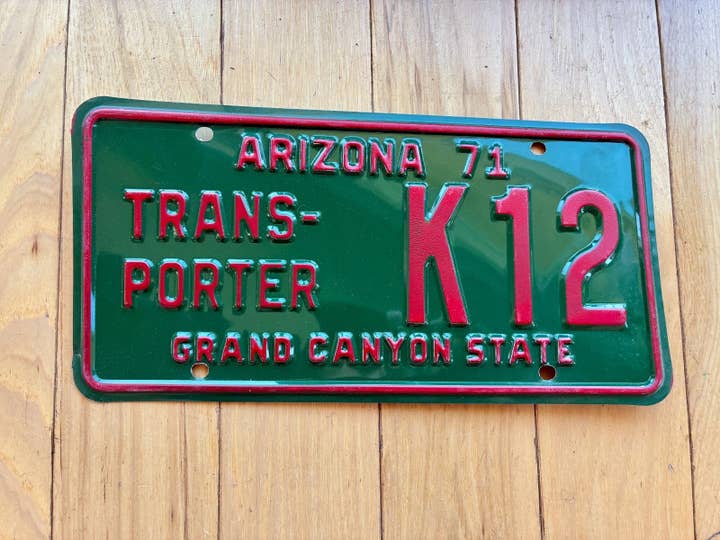 ARIZONA 71
TRANS-
PORTER K12
GRAND CANYON STATE